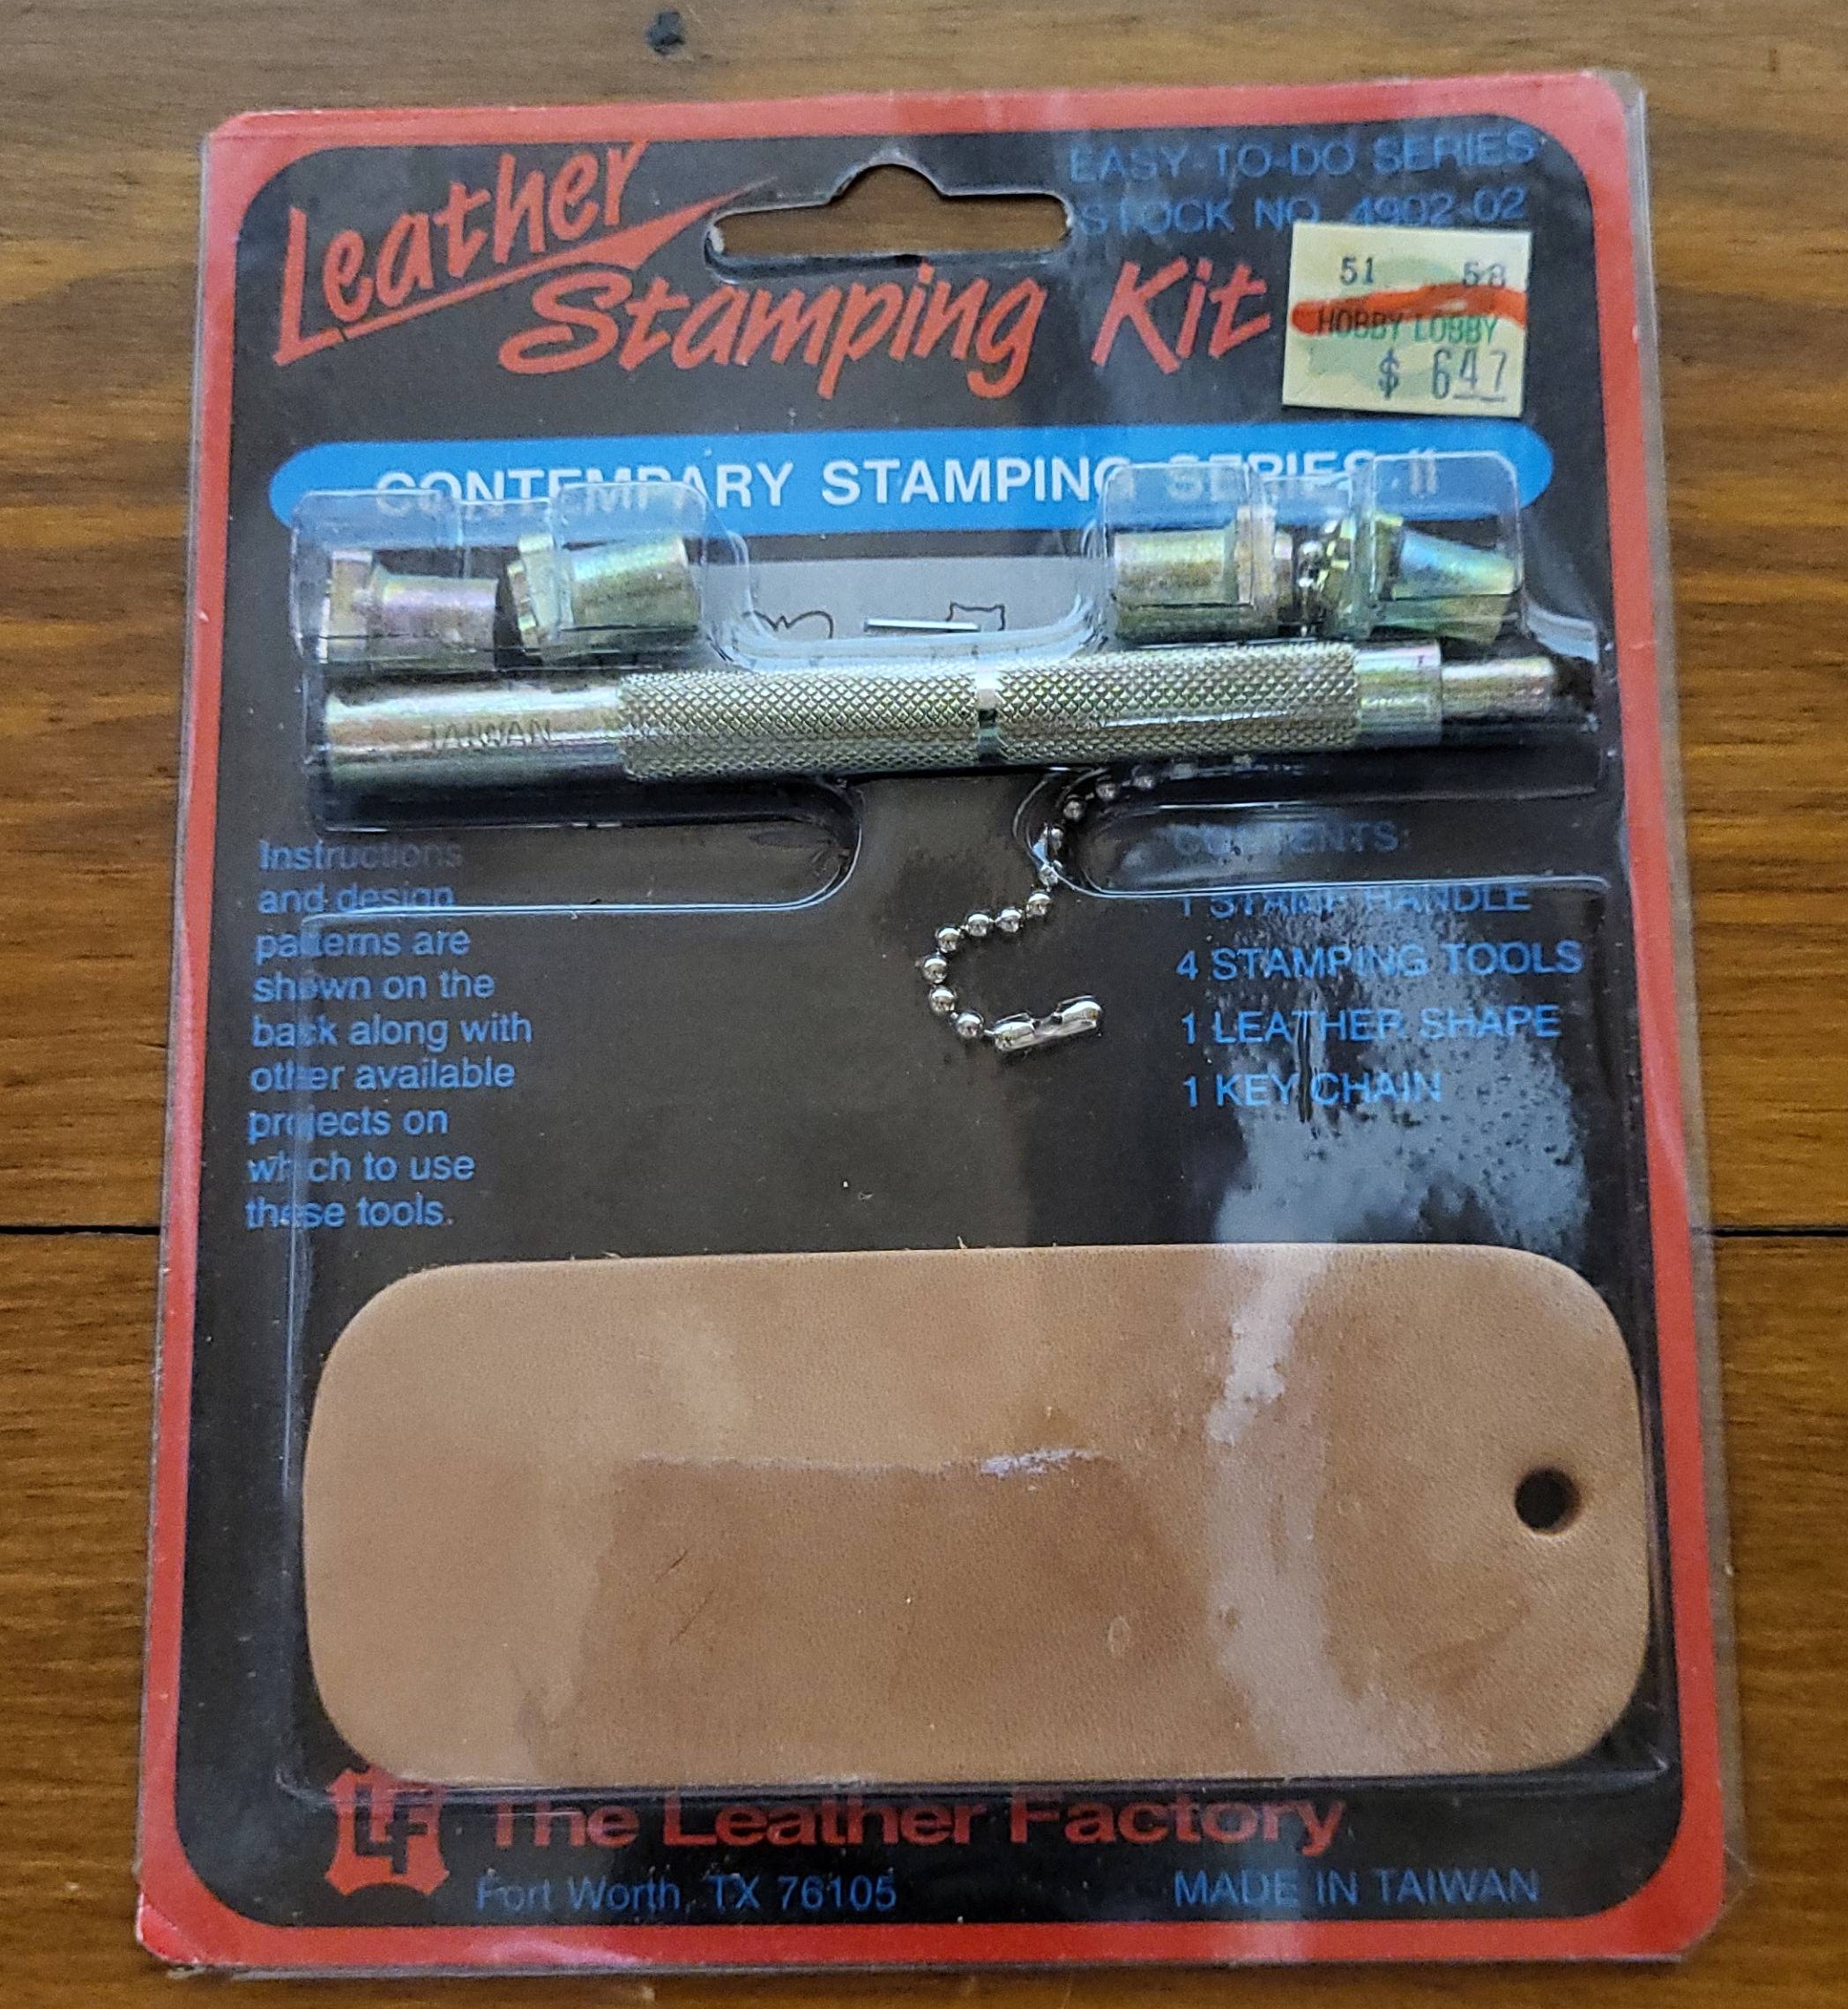 EASY-TO-DO SERIES
STOCK NO. 4902-02
Leather
Stamping Kit
51 58
HOBBY LOBBY
$ 647
CONTEMPARY STAMPING SERIES II
TAIWAN
Instructions
and design
patterns are
shown on the
back along with
other available
projects on
which to use
these tools.
CONTENTS:
1 STAMP HANDLE
4 STAMPING TOOLS
1 LEATHER SHAPE
1 KEY CHAIN
LF The Leather Factory
Fort Worth, TX 76105
MADE IN TAIWAN